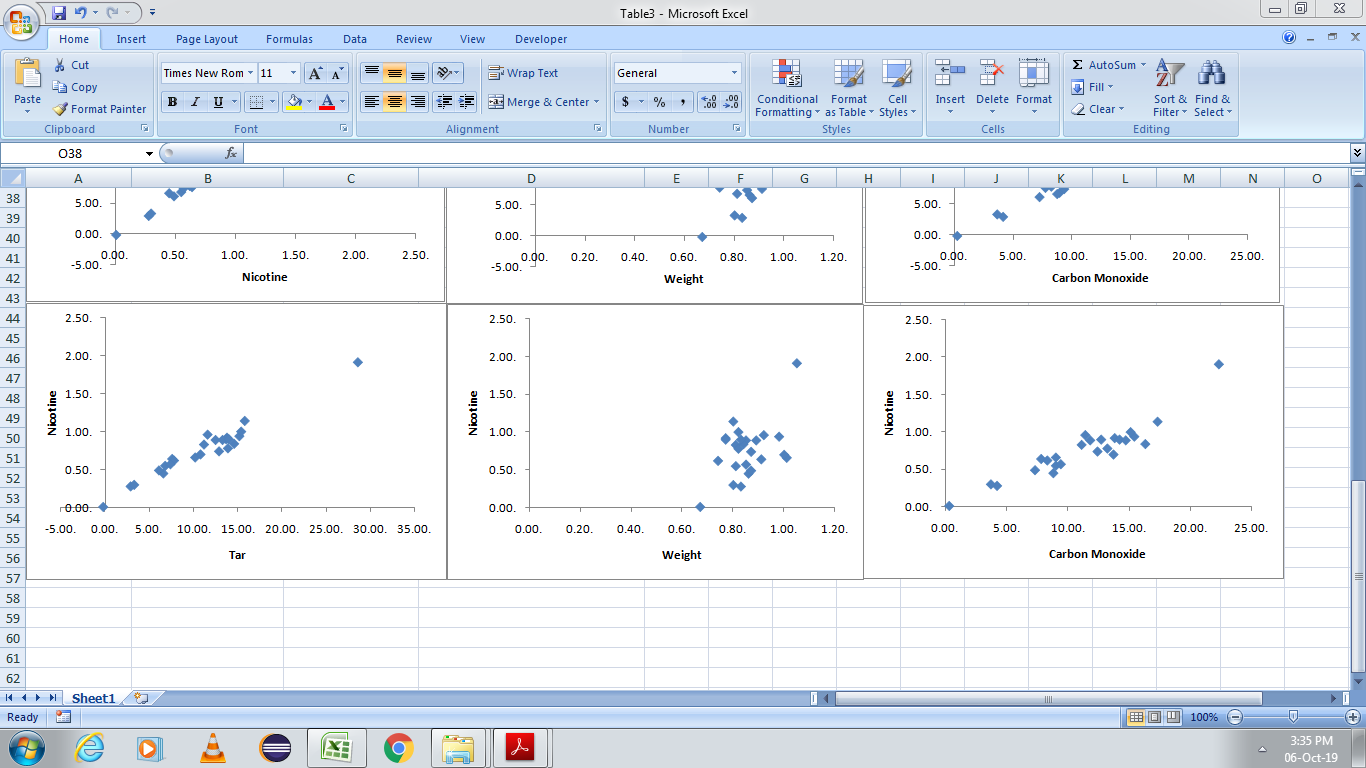 Table3 - Microsoft Excel
Home Insert Page Layout Formulas Data Review View Developer
Paste
Cut
Copy
Format Painter
Clipboard
Times New Rom 11 A A
B I U A
Font
Wrap Text
Merge & Center
Alignment
General
$ % , .0 .00 .00 .0
Number
Conditional Formatting
Format as Table
Cell Styles
Styles
Insert Delete Format
Cells
Σ AutoSum
Fill
Clear
Sort & Filter
Find & Select
Editing
O38 fx
A B C D E F G H I J K L M N O
38
39
40
41
42
43
44
45
46
47
48
49
50
51
52
53
54
55
56
57
58
59
60
61
62
5.00.
0.00.
-5.00.
0.00. 0.50. 1.00. 1.50. 2.00. 2.50.
Nicotine
5.00.
0.00.
-5.00.
0.00. 0.20. 0.40. 0.60. 0.80. 1.00. 1.20.
Weight
5.00.
0.00.
-5.00.
0.00. 5.00. 10.00. 15.00. 20.00. 25.00.
Carbon Monoxide
2.50.
2.00.
1.50.
1.00.
0.50.
0.00.
Nicotine
-5.00. 0.00. 5.00. 10.00. 15.00. 20.00. 25.00. 30.00. 35.00.
Tar
2.50.
2.00.
1.50.
1.00.
0.50.
0.00.
Nicotine
0.00. 0.20. 0.40. 0.60. 0.80. 1.00. 1.20.
Weight
2.50.
2.00.
1.50.
1.00.
0.50.
0.00.
Nicotine
0.00. 5.00. 10.00. 15.00. 20.00. 25.00.
Carbon Monoxide
Sheet1
Ready 100%
3:35 PM
06-Oct-19